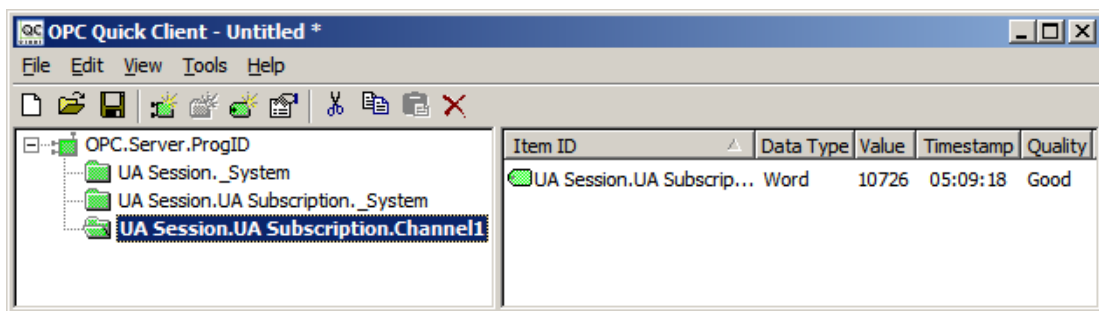 OPC Quick Client - Untitled *
File Edit View Tools Help
OPC.Server.ProgID
UA Session._System
UA Session.UA Subscription._System
UA Session.UA Subscription.Channel1
Item ID Data Type Value Timestamp Quality
UA Session.UA Subscrip... Word 10726 05:09:18 Good